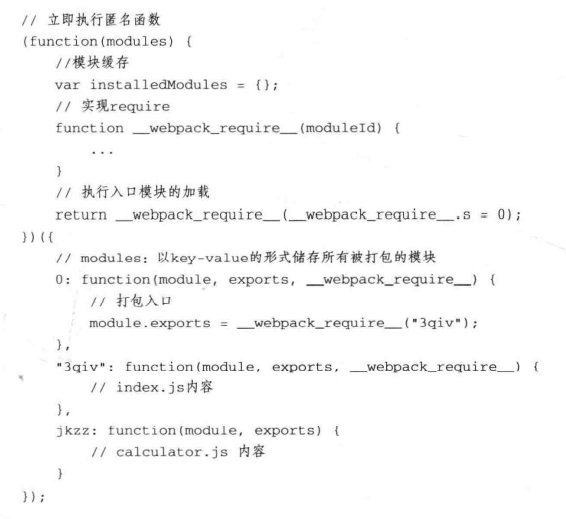 // 立即执行匿名函数
(function(modules) {
    //模块缓存
    var installedModules = {};
    // 实现require
    function __webpack_require__(moduleId) {
        ...
    }
    // 执行入口模块的加载
    return __webpack_require__(__webpack_require__.s = 0);
})({
    // modules: 以key-value的形式储存所有被打包的模块
    0: function(module, exports, __webpack_require__) {
        // 打包入口
        module.exports = __webpack_require__("3qiv");
    },
    "3qiv": function(module, exports, __webpack_require__) {
        // index.js内容
    },
    jkzz: function(module, exports) {
        // calculator.js 内容
    }
});